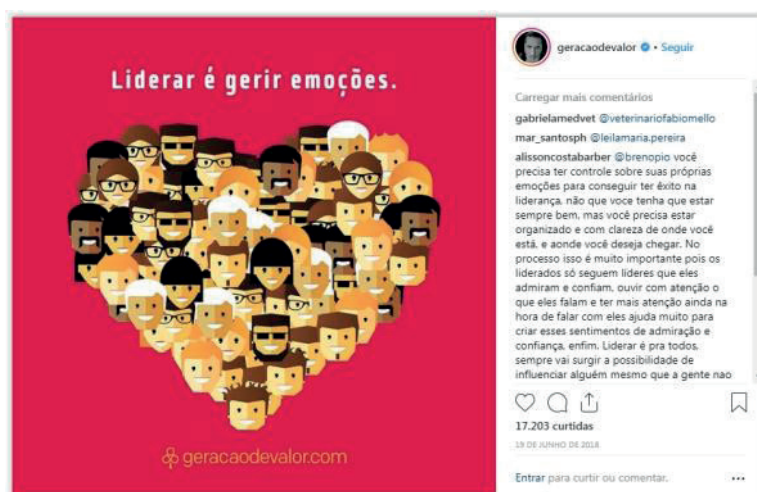 Liderar é gerir emoções.
geracaodevalor.com
geracaodevalor • Seguir
Carregar mais comentários
gabrielamedvet @veterinariofabiomello
mar_santosph @leilamaria.pereira
alissoncostabarber @brenopio você
precisa ter controle sobre suas próprias
emoções para conseguir ter êxito na
liderança, não que voce tenha que estar
sempre bem, mas você precisa estar
organizado e com clareza de onde você
está, e aonde você deseja chegar. No
processo isso é muito importante pois os
liderados só seguem líderes que eles
admiram e confiam, ouvir com atenção o
que eles falam e ter mais atenção ainda na
hora de falar com eles ajuda muito para
criar esses sentimentos de admiração e
confiança, enfim. Liderar é pra todos,
sempre vai surgir a possibilidade de
influenciar alguém mesmo que a gente nao
17.203 curtidas
19 DE JUNHO DE 2018
Entrar para curtir ou comentar.